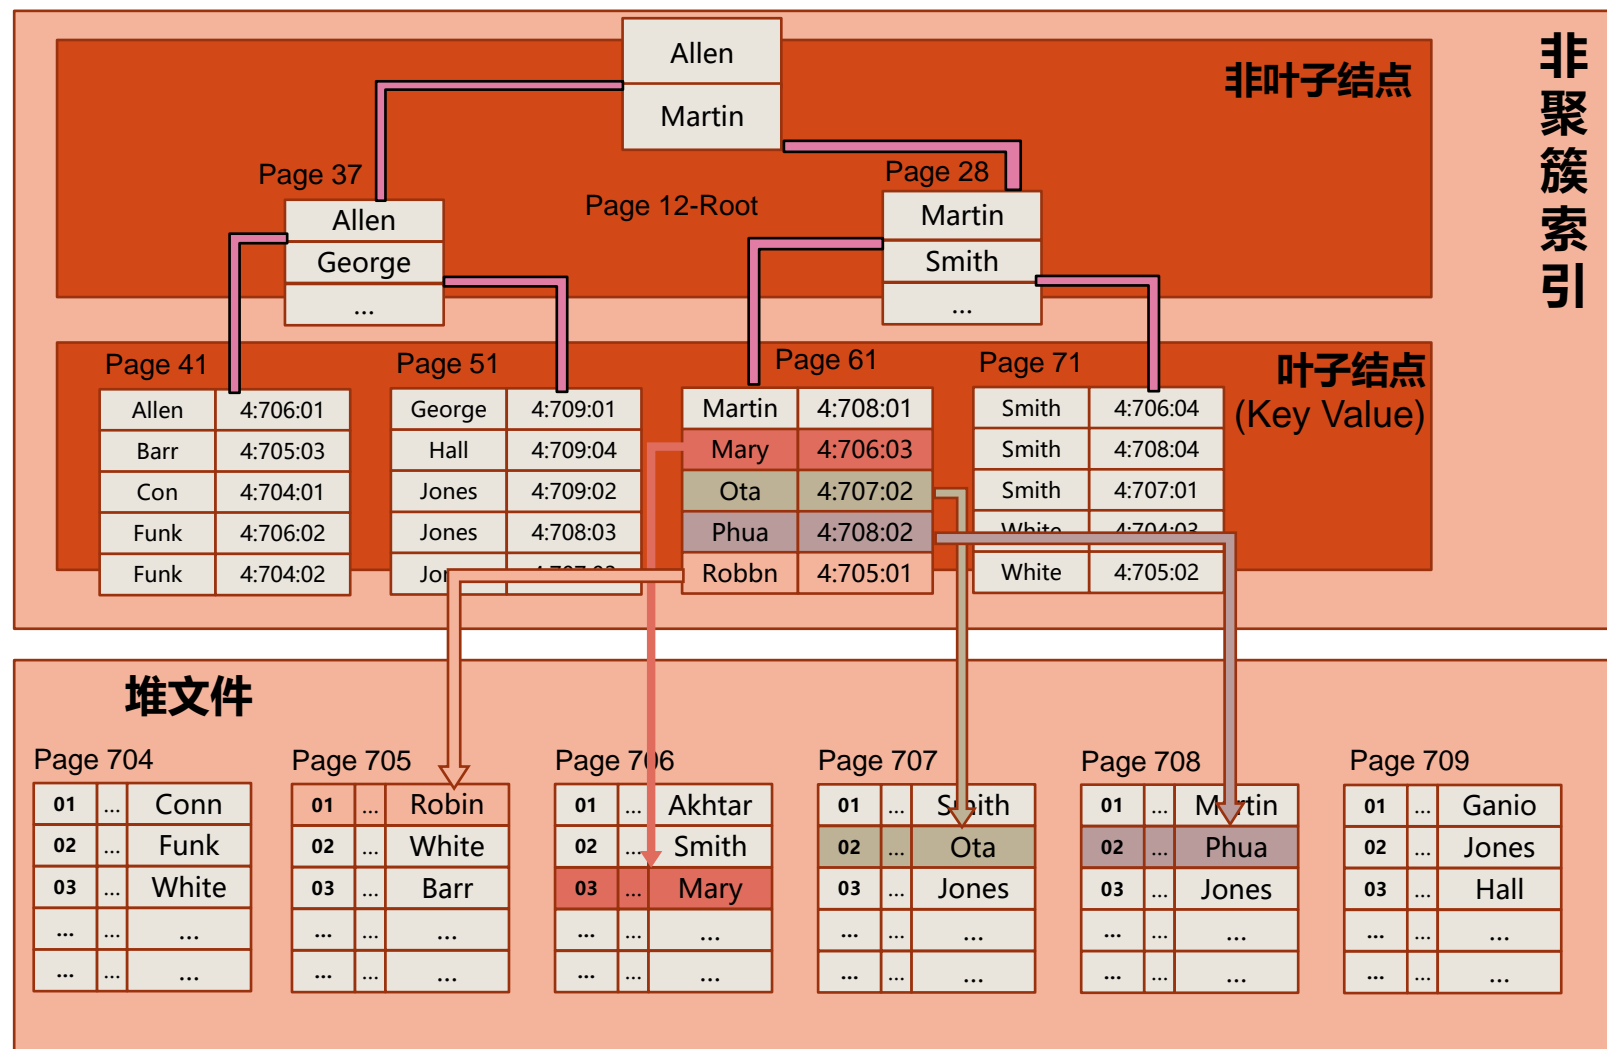 Allen
Martin
非叶子结点
非聚簇索引
Page 37
Page 28
Page 12-Root
Allen
George
...
Martin
Smith
...
Page 41
Page 51
Page 61
Page 71
叶子结点
(Key Value)
Allen 4:706:01
Barr 4:705:03
Con 4:704:01
Funk 4:706:02
Funk 4:704:02
George 4:709:01
Hall 4:709:04
Jones 4:709:02
Jones 4:708:03
Martin 4:708:01
Mary 4:706:03
Ota 4:707:02
Phua 4:708:02
Robbn 4:705:01
Smith 4:706:04
Smith 4:708:04
Smith 4:707:01
White 4:704:03
White 4:705:02
堆文件
Page 704
01 ... Conn
02 ... Funk
03 ... White
... ... ...
... ... ...
Page 705
01 ... Robin
02 ... White
03 ... Barr
... ... ...
... ... ...
Page 706
01 ... Akhtar
02 ... Smith
03 ... Mary
... ... ...
... ... ...
Page 707
01 ... Smith
02 ... Ota
03 ... Jones
... ... ...
... ... ...
Page 708
01 ... Martin
02 ... Phua
03 ... Jones
... ... ...
... ... ...
Page 709
01 ... Ganio
02 ... Jones
03 ... Hall
... ... ...
... ... ...